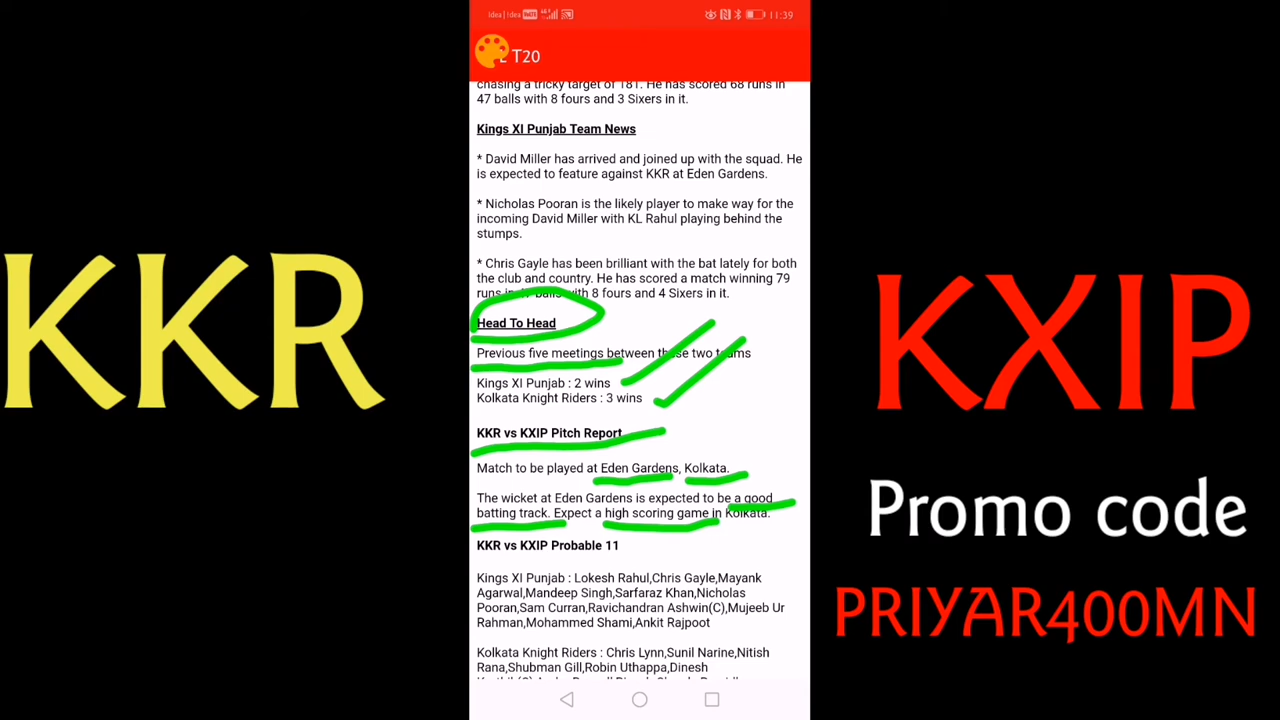 Idea | Idea
11:39
T20
chasing a tricky target of 181. He has scored 68 runs in
47 balls with 8 fours and 3 Sixers in it.
Kings XI Punjab Team News
* David Miller has arrived and joined up with the squad. He
is expected to feature against KKR at Eden Gardens.
* Nicholas Pooran is the likely player to make way for the
incoming David Miller with KL Rahul playing behind the
stumps.
* Chris Gayle has been brilliant with the bat lately for both
the club and country. He has scored a match winning 79
runs in balls with 8 fours and 4 Sixers in it.
Head To Head
Previous five meetings between these two teams
Kings XI Punjab : 2 wins
Kolkata Knight Riders : 3 wins
KKR vs KXIP Pitch Report
Match to be played at Eden Gardens, Kolkata.
The wicket at Eden Gardens is expected to be a good
batting track. Expect a high scoring game in Kolkata.
KKR vs KXIP Probable 11
Kings XI Punjab : Lokesh Rahul,Chris Gayle,Mayank
Agarwal,Mandeep Singh,Sarfaraz Khan,Nicholas
Pooran,Sam Curran,Ravichandran Ashwin(C),Mujeeb Ur
Rahman,Mohammed Shami,Ankit Rajpoot
Kolkata Knight Riders : Chris Lynn,Sunil Narine,Nitish
Rana,Shubman Gill,Robin Uthappa,Dinesh
KKR
KXIP
Promo code
PRIYAR400MN